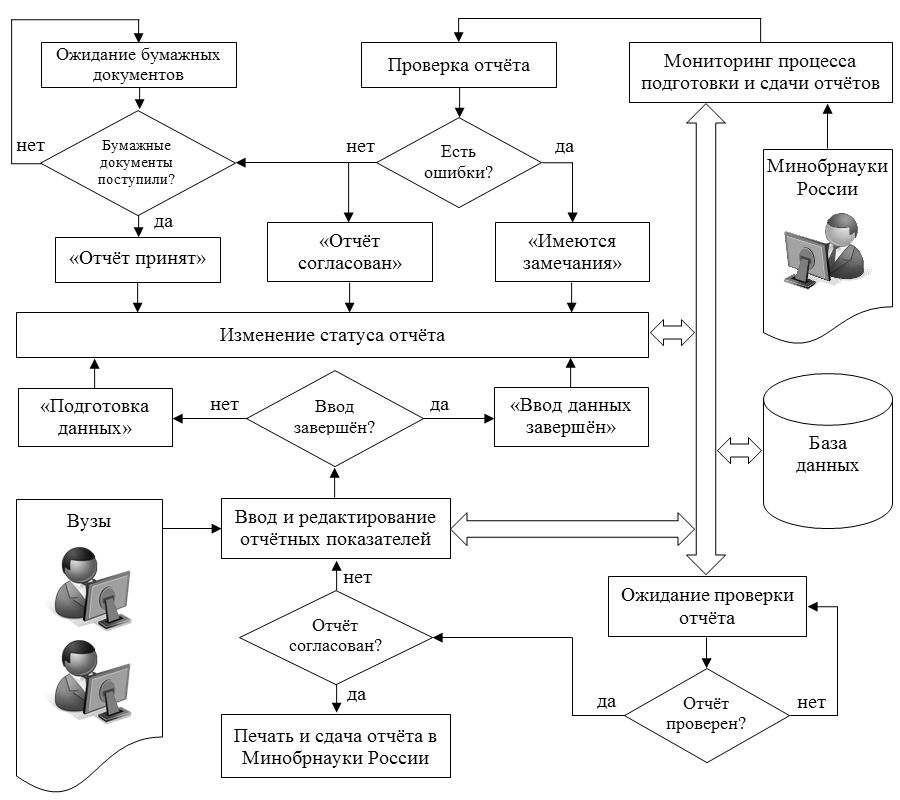 Ожидание бумажных
документов
Проверка отчёта
Мониторинг процесса
подготовки и сдачи отчётов
нет
Бумажные
документы
поступили?
нет
Есть
ошибки?
да
Минобрнауки
России
да
«Отчёт принят»
«Отчёт
согласован»
«Имеются
замечания»
Изменение статуса отчёта
«Подготовка
данных»
нет
Ввод
завершён?
да
«Ввод данных
завершён»
База
данных
Вузы
Ввод и редактирование
отчётных показателей
нет
Ожидание проверки
отчёта
Отчёт
согласован?
да
да
Отчёт
проверен?
нет
Печать и сдача отчёта в
Минобрнауки России